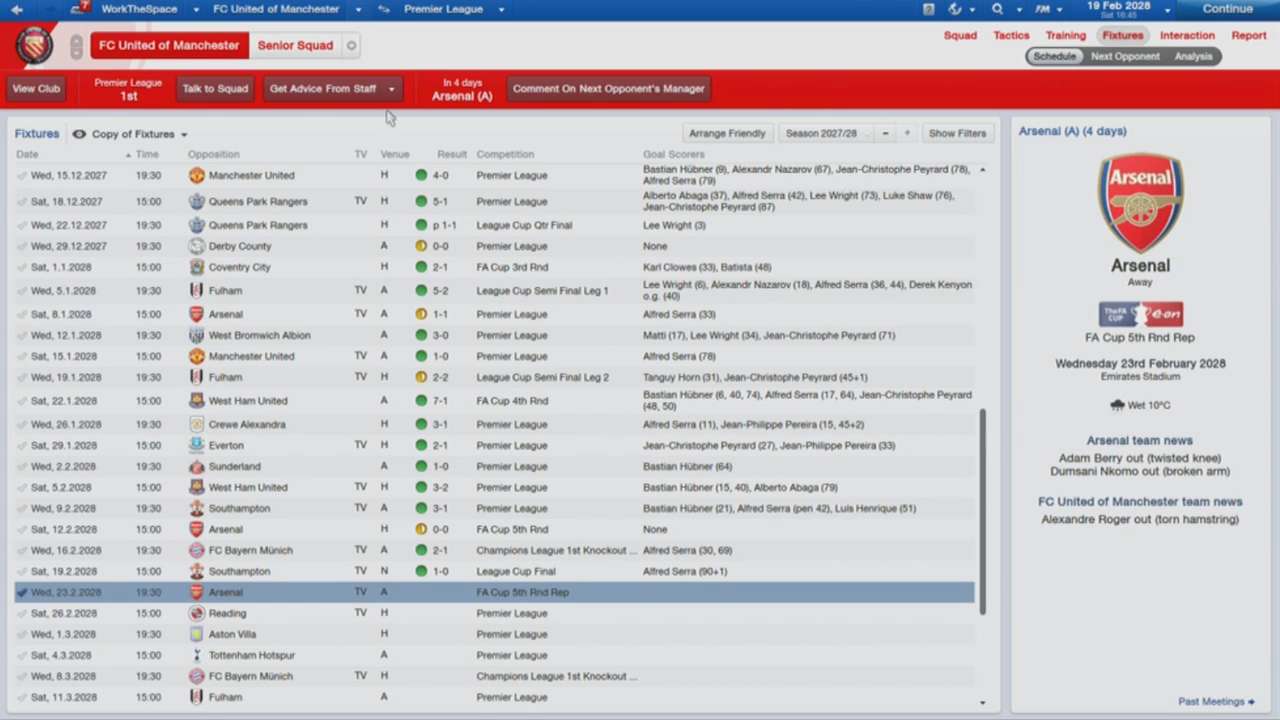 7 WorkTheSpace FC United of Manchester Premier League FM 19 Feb 2028 Continue
Sat 16:45
FC United of Manchester Senior Squad Squad Tactics Training Fixtures Interaction Report
Schedule Next Opponent Analysis
View Club Premier League 1st Talk to Squad Get Advice From Staff In 4 days Arsenal (A) Comment On Next Opponent's Manager
Fixtures Copy of Fixtures Arrange Friendly Season 2027/28 - + Show Filters
Date Time Opposition TV Venue Result Competition Goal Scorers
Wed, 15.12.2027 19:30 Manchester United H 4-0 Premier League Bastian Hübner (9), Alexandr Nazarov (67), Jean-Christophe Peyrard (78),
Alfred Serra (79)
Sat, 18.12.2027 15:00 Queens Park Rangers TV H 5-1 Premier League Alberto Abaga (37), Alfred Serra (42), Lee Wright (73), Luke Shaw (76),
Jean-Christophe Peyrard (87)
Wed, 22.12.2027 19:30 Queens Park Rangers H p 1-1 League Cup Qtr Final Lee Wright (3)
Wed, 29.12.2027 19:30 Derby County A 0-0 Premier League None
Sat, 1.1.2028 15:00 Coventry City H 2-1 FA Cup 3rd Rnd Karl Clowes (33), Batista (48)
Wed, 5.1.2028 19:30 Fulham TV A 5-2 League Cup Semi Final Leg 1 Lee Wright (6), Alexandr Nazarov (18), Alfred Serra (36, 44), Derek Kenyon
o.g. (40)
Sat, 8.1.2028 15:00 Arsenal TV A 1-1 Premier League Alfred Serra (33)
Wed, 12.1.2028 19:30 West Bromwich Albion A 3-0 Premier League Matti (17), Lee Wright (34), Jean-Christophe Peyrard (71)
Sat, 15.1.2028 15:00 Manchester United TV A 1-0 Premier League Alfred Serra (78)
Wed, 19.1.2028 19:30 Fulham TV H 2-2 League Cup Semi Final Leg 2 Tanguy Horn (31), Jean-Christophe Peyrard (45+1)
Sat, 22.1.2028 15:00 West Ham United A 7-1 FA Cup 4th Rnd Bastian Hübner (6, 40, 74), Alfred Serra (17, 64), Jean-Christophe Peyrard
(48, 50)
Wed, 26.1.2028 19:30 Crewe Alexandra H 3-1 Premier League Alfred Serra (11), Jean-Philippe Pereira (15, 45+2)
Sat, 29.1.2028 15:00 Everton TV H 2-1 Premier League Jean-Christophe Peyrard (27), Jean-Philippe Pereira (33)
Wed, 2.2.2028 19:30 Sunderland A 1-0 Premier League Bastian Hübner (64)
Sat, 5.2.2028 15:00 West Ham United TV H 3-2 Premier League Bastian Hübner (15, 40), Alberto Abaga (79)
Wed, 9.2.2028 19:30 Southampton TV A 3-1 Premier League Bastian Hübner (21), Alfred Serra (pen 42), Luis Henrique (51)
Sat, 12.2.2028 15:00 Arsenal H 0-0 FA Cup 5th Rnd None
Wed, 16.2.2028 19:30 FC Bayern Münich TV A 2-1 Champions League 1st Knockout ... Alfred Serra (30, 69)
Sat, 19.2.2028 15:00 Southampton TV N 1-0 League Cup Final Alfred Serra (90+1)
Wed, 23.2.2028 19:30 Arsenal TV A FA Cup 5th Rnd Rep
Sat, 26.2.2028 15:00 Reading TV H Premier League
Wed, 1.3.2028 19:30 Aston Villa H Premier League
Sat, 4.3.2028 15:00 Tottenham Hotspur A Premier League
Wed, 8.3.2028 19:30 FC Bayern Münich TV H Champions League 1st Knockout ...
Sat, 11.3.2028 15:00 Fulham A Premier League
Arsenal (A) (4 days)
Arsenal
Arsenal
Away
The FA CUP e.on
FA Cup 5th Rnd Rep
Wednesday 23rd February 2028
Emirates Stadium
Wet 10°C
Arsenal team news
Adam Berry out (twisted knee)
Dumsani Nkomo out (broken arm)
FC United of Manchester team news
Alexandre Roger out (torn hamstring)
Past Meetings